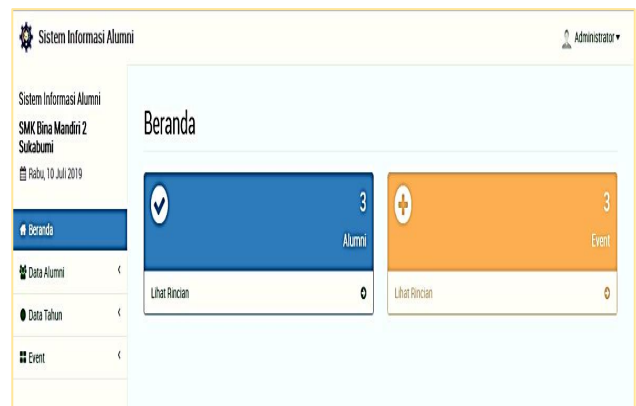 Sistem Informasi Alumni
Administrator
Sistem Informasi Alumni
SMK Bina Mandiri 2
Sukabumi
Rabu, 10 Juli 2019
Beranda
Data Alumni
Data Tahun
Event
Beranda
3
Alumni
Lihat Rincian
3
Event
Lihat Rincian